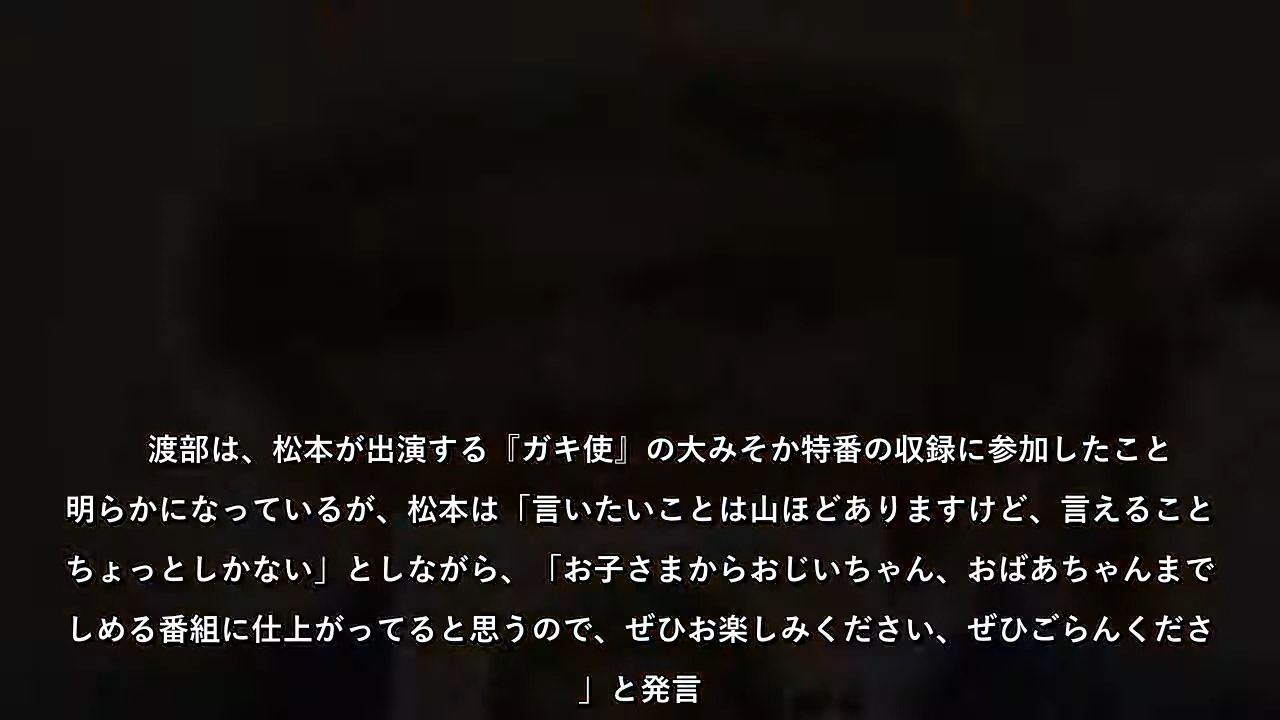 渡部は、松本が出演する『ガキ使』の大みそか特番の収録に参加したこと
明らかになっているが、松本は「言いたいことは山ほどありますけど、言えること
ちょっとしかない」としながら、「お子さまからおじいちゃん、おばあちゃんまで
しめる番組に仕上がってると思うので、ぜひお楽しみください、ぜひごらんくださ
」と発言